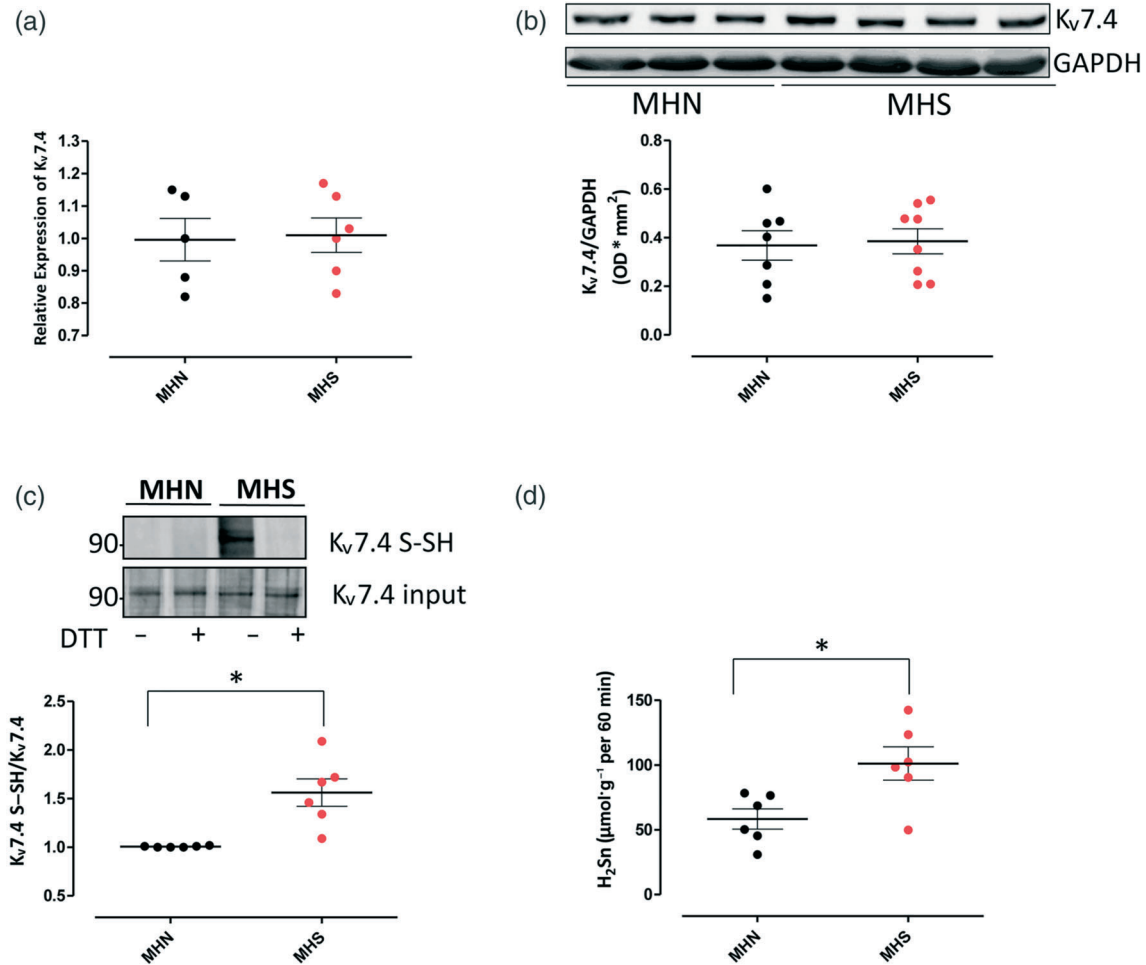 (a)
Relative Expression of Kv7.4
1.3
1.2
1.1
1.0
0.9
0.8
0.7
MHN
MHS
(b)
Kv7.4
GAPDH
MHN
MHS
Kv7.4/GAPDH
(OD * mm²)
0.8
0.6
0.4
0.2
0.0
MHN
MHS
(c)
MHN
MHS
90
Kv7.4 S-SH
90
Kv7.4 input
DTT – + – +
*
Kv7.4 S–SH/Kv7.4
2.5
2.0
1.5
1.0
0.5
MHN
MHS
(d)
*
H₂Sn (μmol·g⁻¹ per 60 min)
150
100
50
0
MHN
MHS